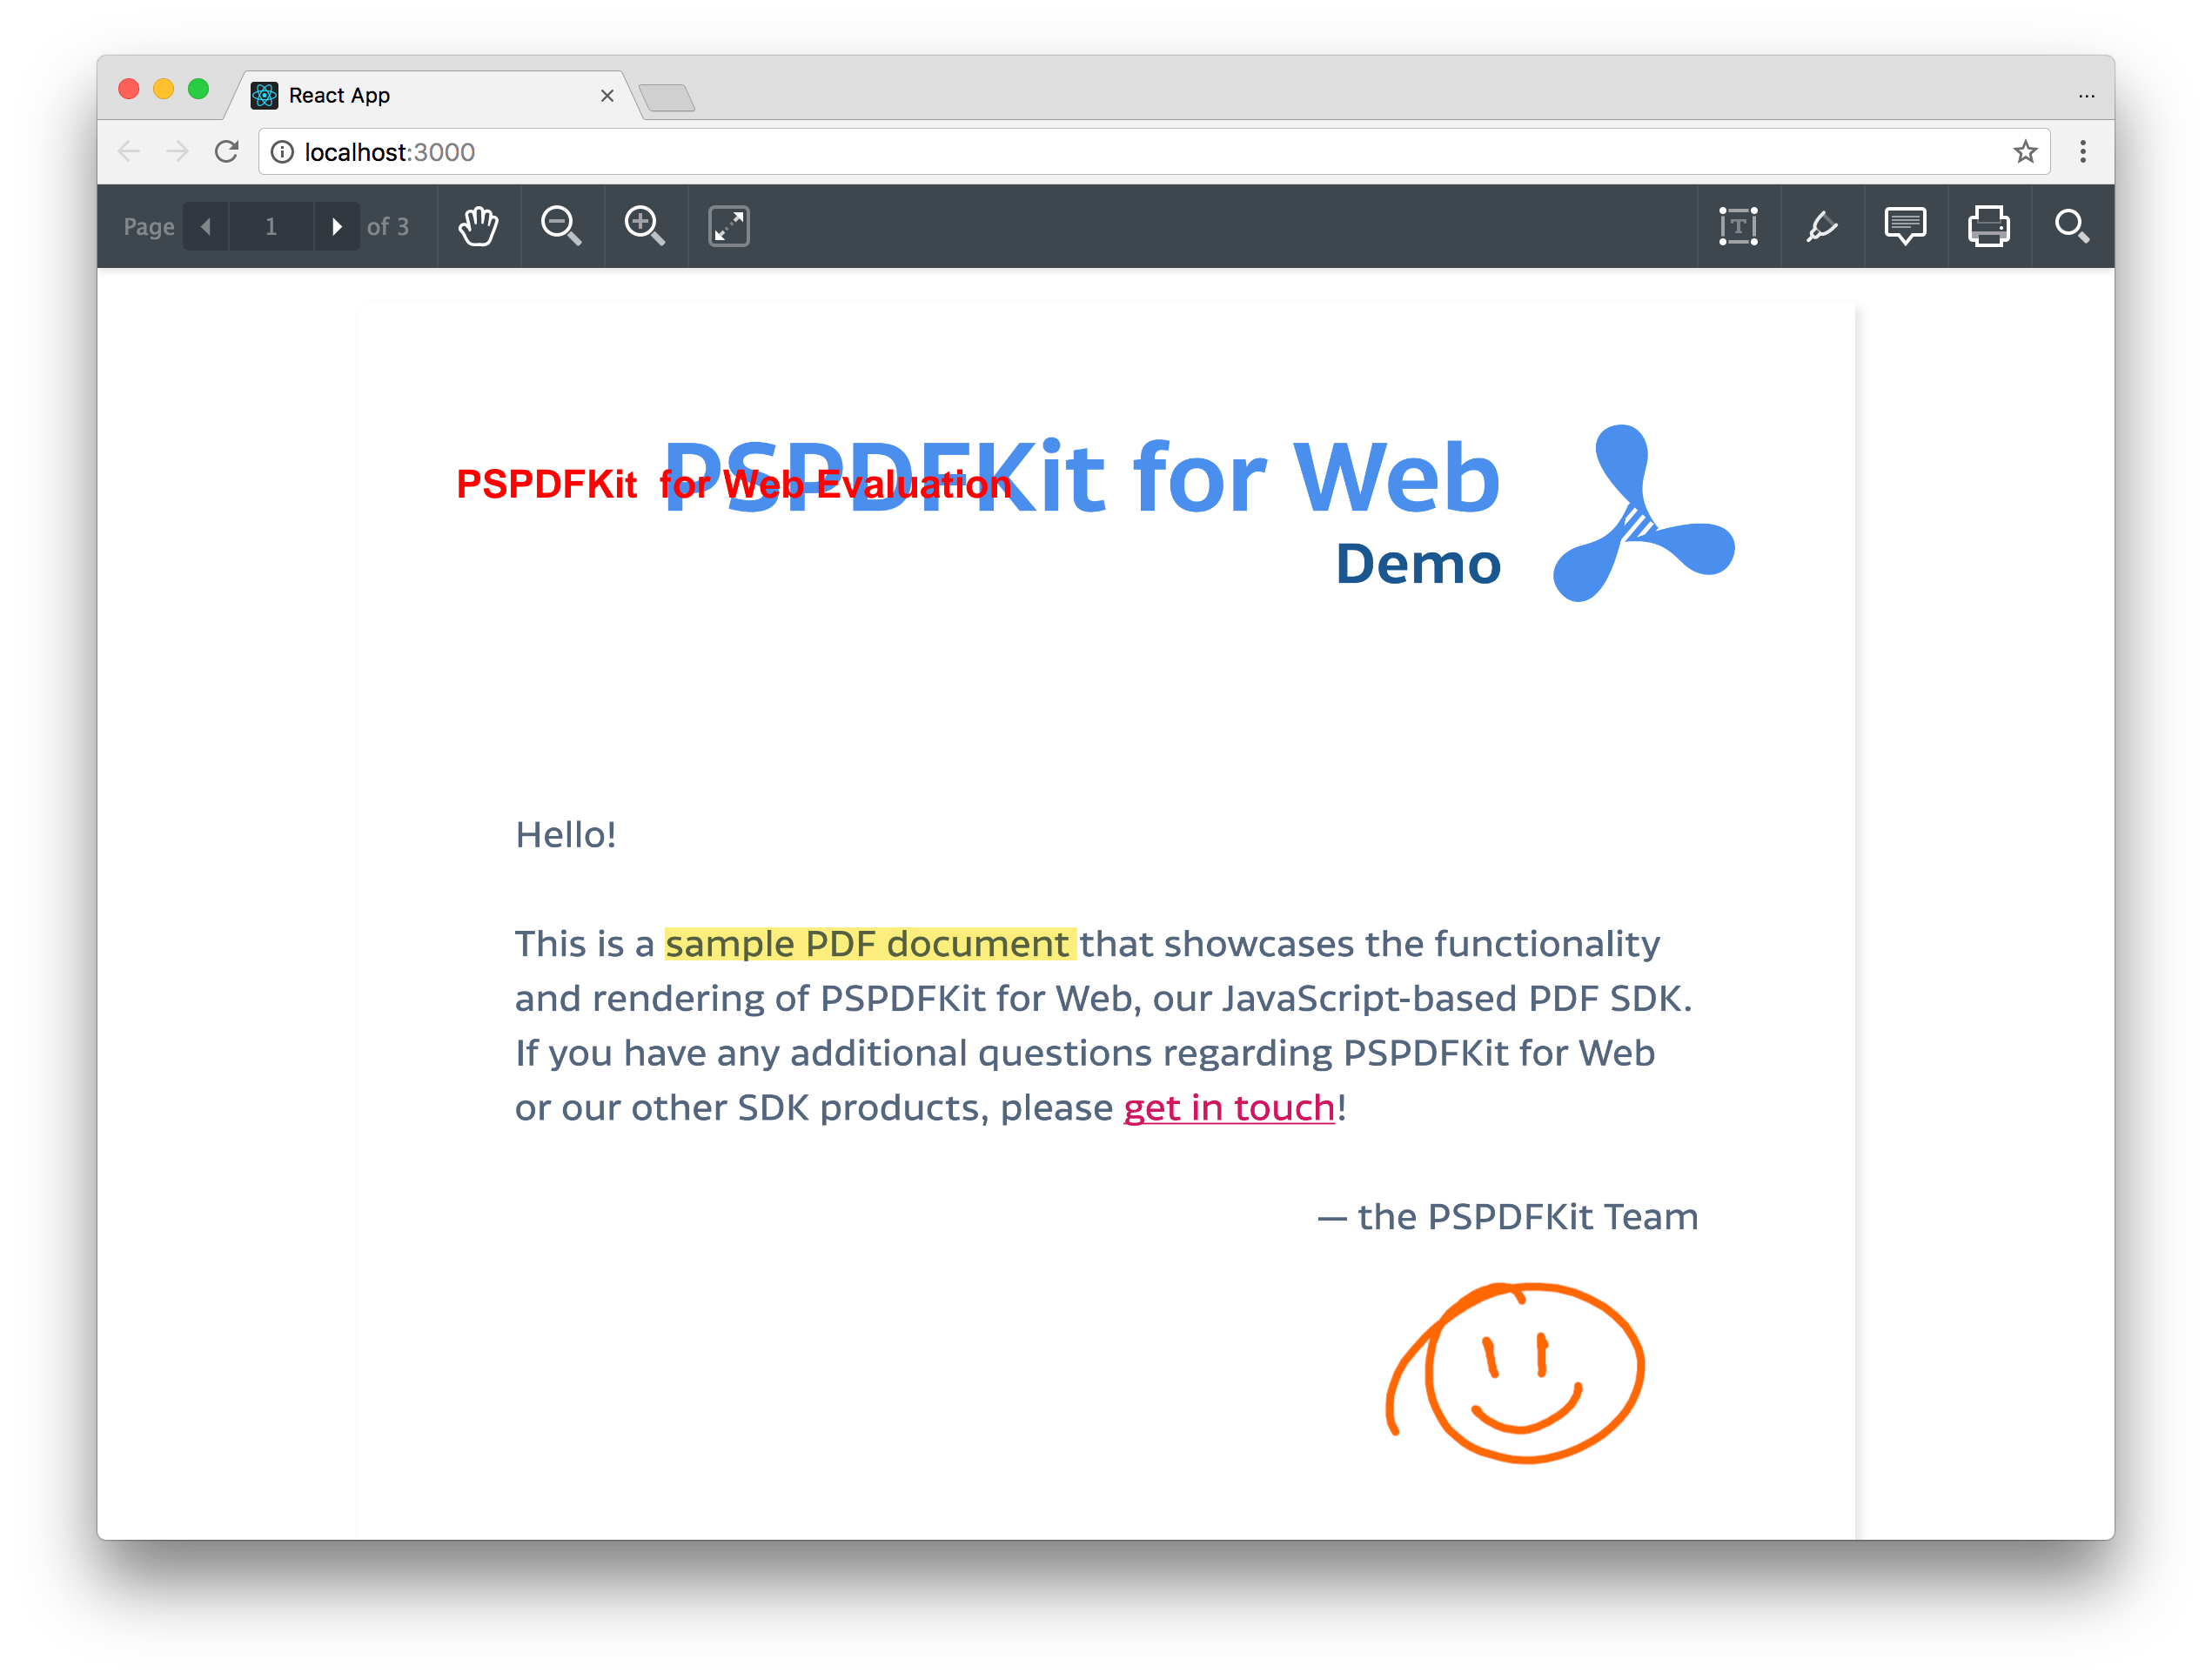 React App
localhost:3000
Page 1 of 3
T
PSPDFKit for Web
PSPDFKit for Web Evaluation
Demo
Hello!
This is a sample PDF document that showcases the functionality
and rendering of PSPDFKit for Web, our JavaScript-based PDF SDK.
If you have any additional questions regarding PSPDFKit for Web
or our other SDK products, please get in touch!
— the PSPDFKit Team